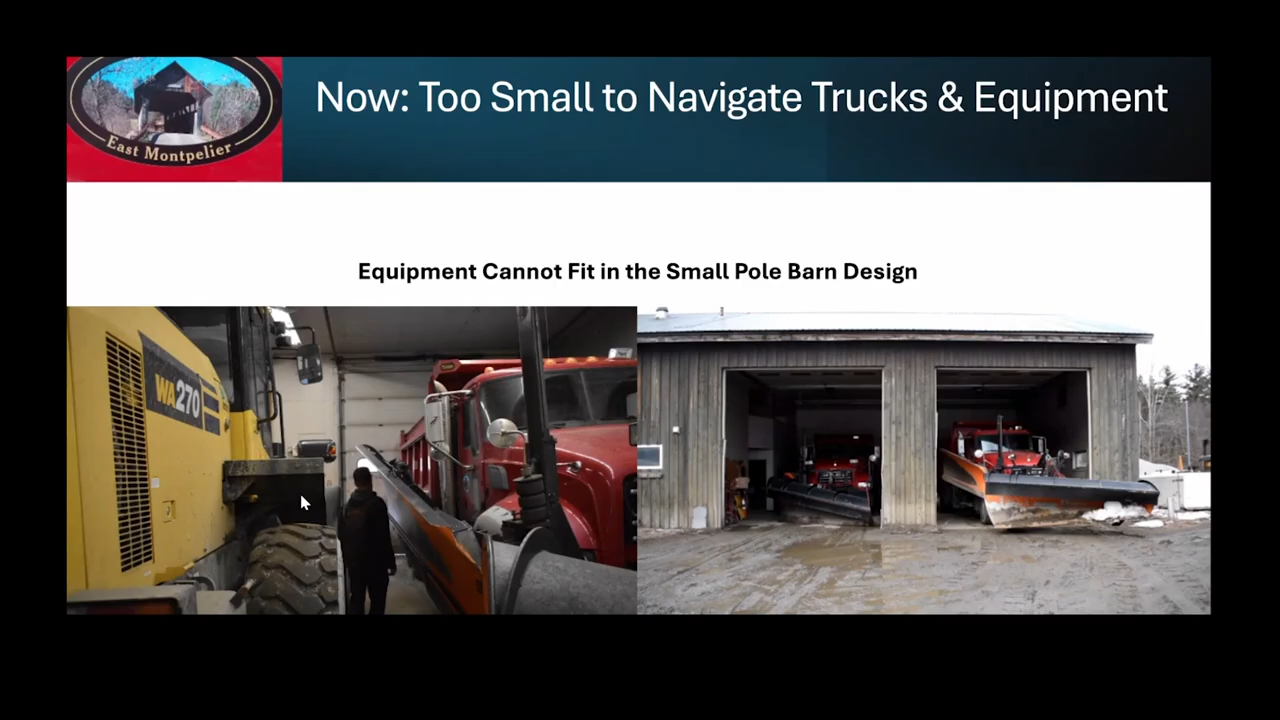 East Montpelier
Now: Too Small to Navigate Trucks & Equipment
Equipment Cannot Fit in the Small Pole Barn Design
WA270